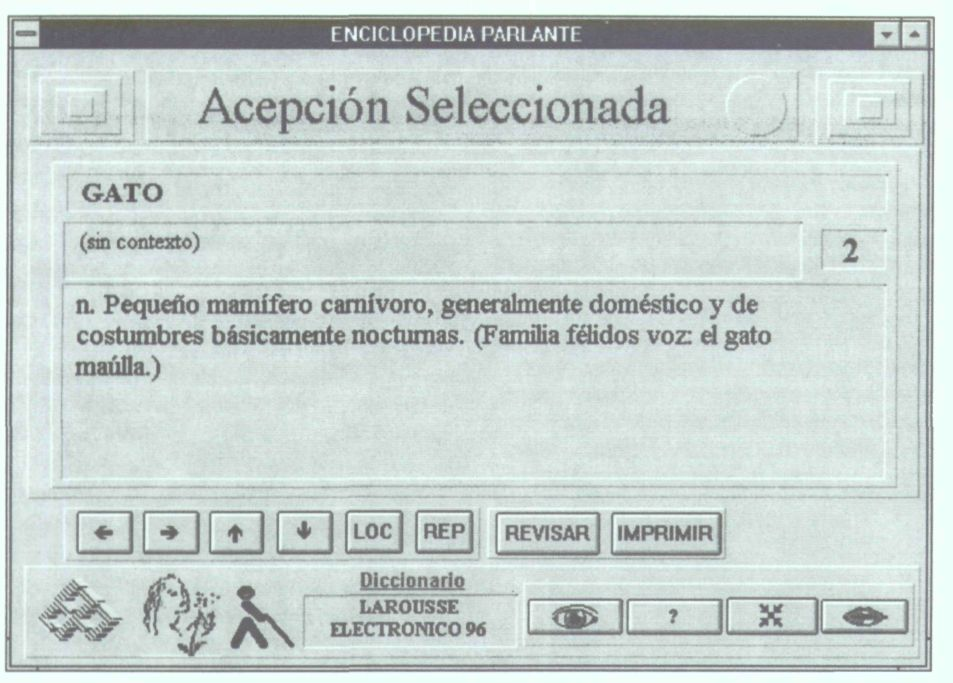 ENCICLOPEDIA PARLANTE
Acepción Seleccionada
GATO
(sin contexto)
2
n. Pequeño mamífero carnívoro, generalmente doméstico y de
costumbres básicamente nocturnas. (Familia félidos voz: el gato
maúlla.)
LOC REP REVISAR IMPRIMIR
Diccionario
LAROUSSE
ELECTRONICO 96
?